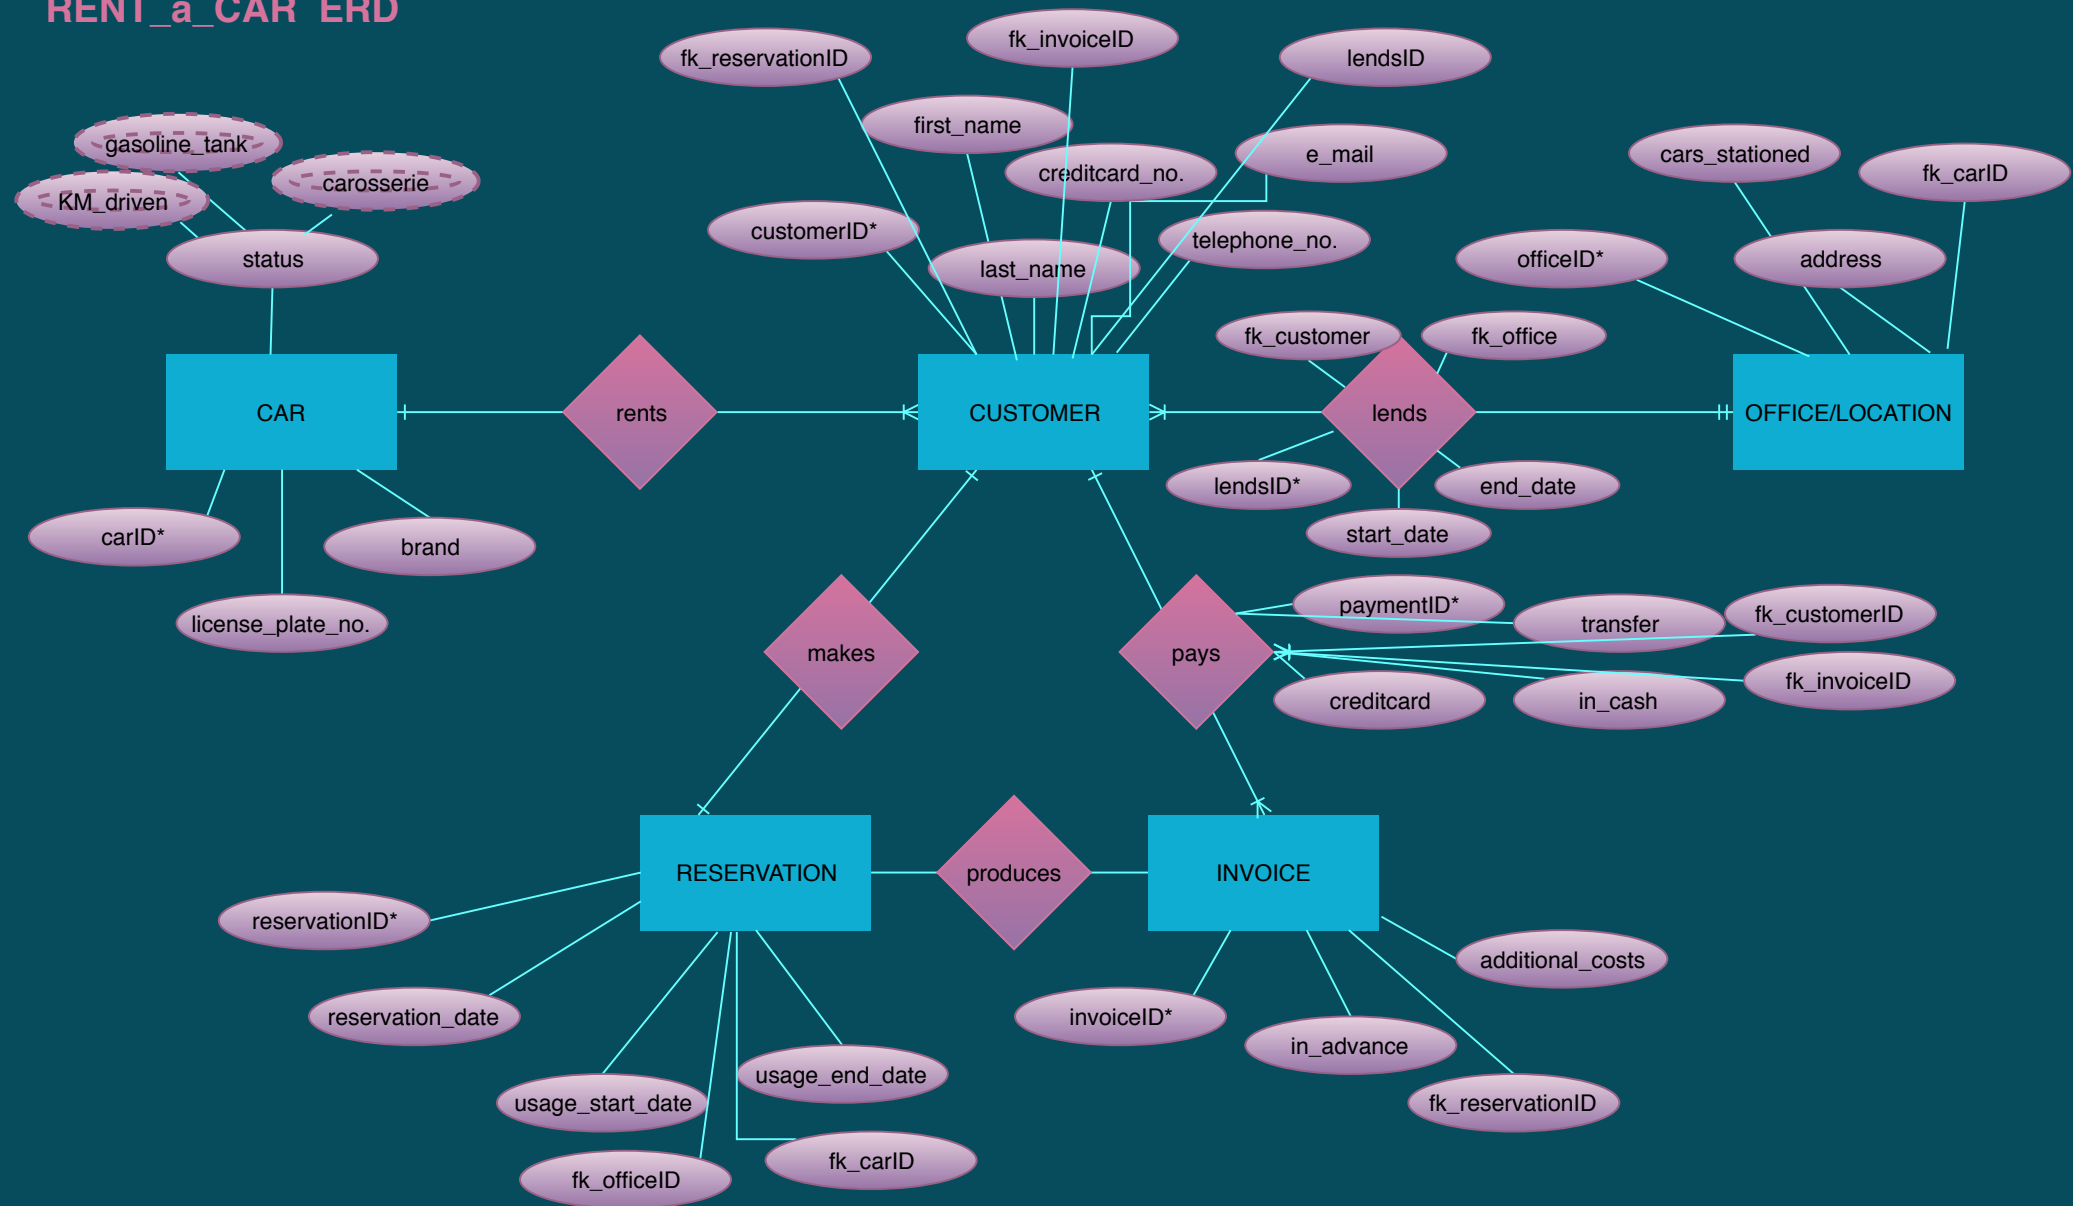 RENT_a_CAR ERD
fk_reservationID
fk_invoiceID
lendsID
first_name
e_mail
creditcard_no.
cars_stationed
fk_carID
gasoline_tank
carosserie
KM_driven
status
customerID*
last_name
telephone_no.
officeID*
address
fk_customer
fk_office
CAR
rents
CUSTOMER
lends
OFFICE/LOCATION
lendsID*
end_date
start_date
carID*
brand
license_plate_no.
makes
pays
paymentID*
transfer
fk_customerID
creditcard
in_cash
fk_invoiceID
RESERVATION
produces
INVOICE
reservationID*
reservation_date
usage_start_date
usage_end_date
fk_officeID
fk_carID
invoiceID*
in_advance
additional_costs
fk_reservationID